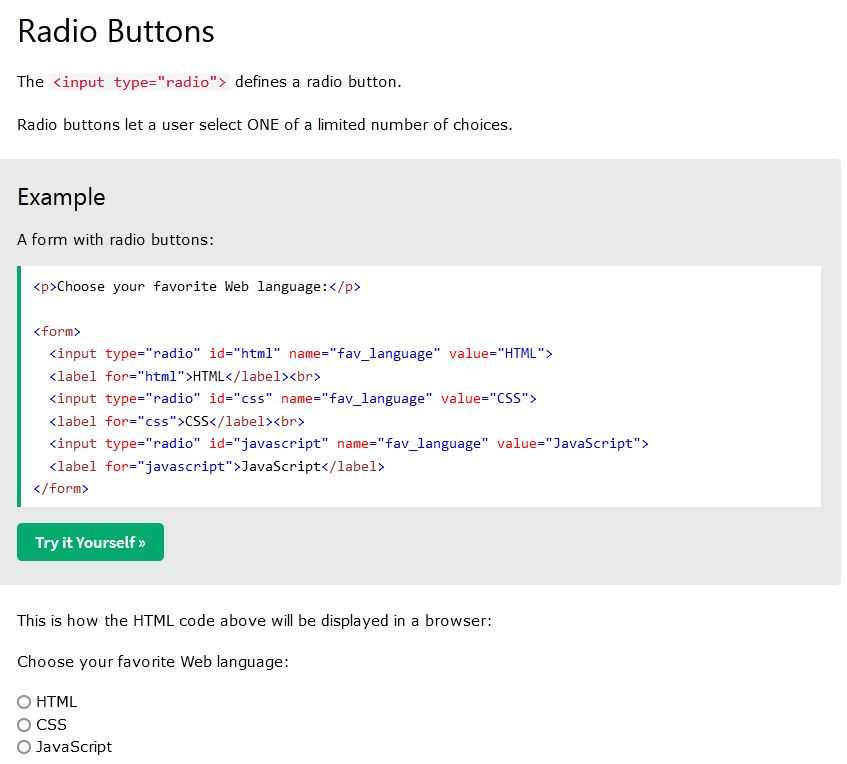 Radio Buttons
The <input type="radio"> defines a radio button.
Radio buttons let a user select ONE of a limited number of choices.
Example
A form with radio buttons:
<p>Choose your favorite Web language:</p>
<form>
<input type="radio" id="html" name="fav_language" value="HTML">
<label for="html">HTML</label><br>
<input type="radio" id="css" name="fav_language" value="CSS">
<label for="css">CSS</label><br>
<input type="radio" id="javascript" name="fav_language" value="JavaScript">
<label for="javascript">JavaScript</label>
</form>
Try it Yourself »
This is how the HTML code above will be displayed in a browser:
Choose your favorite Web language:
HTML
CSS
JavaScript